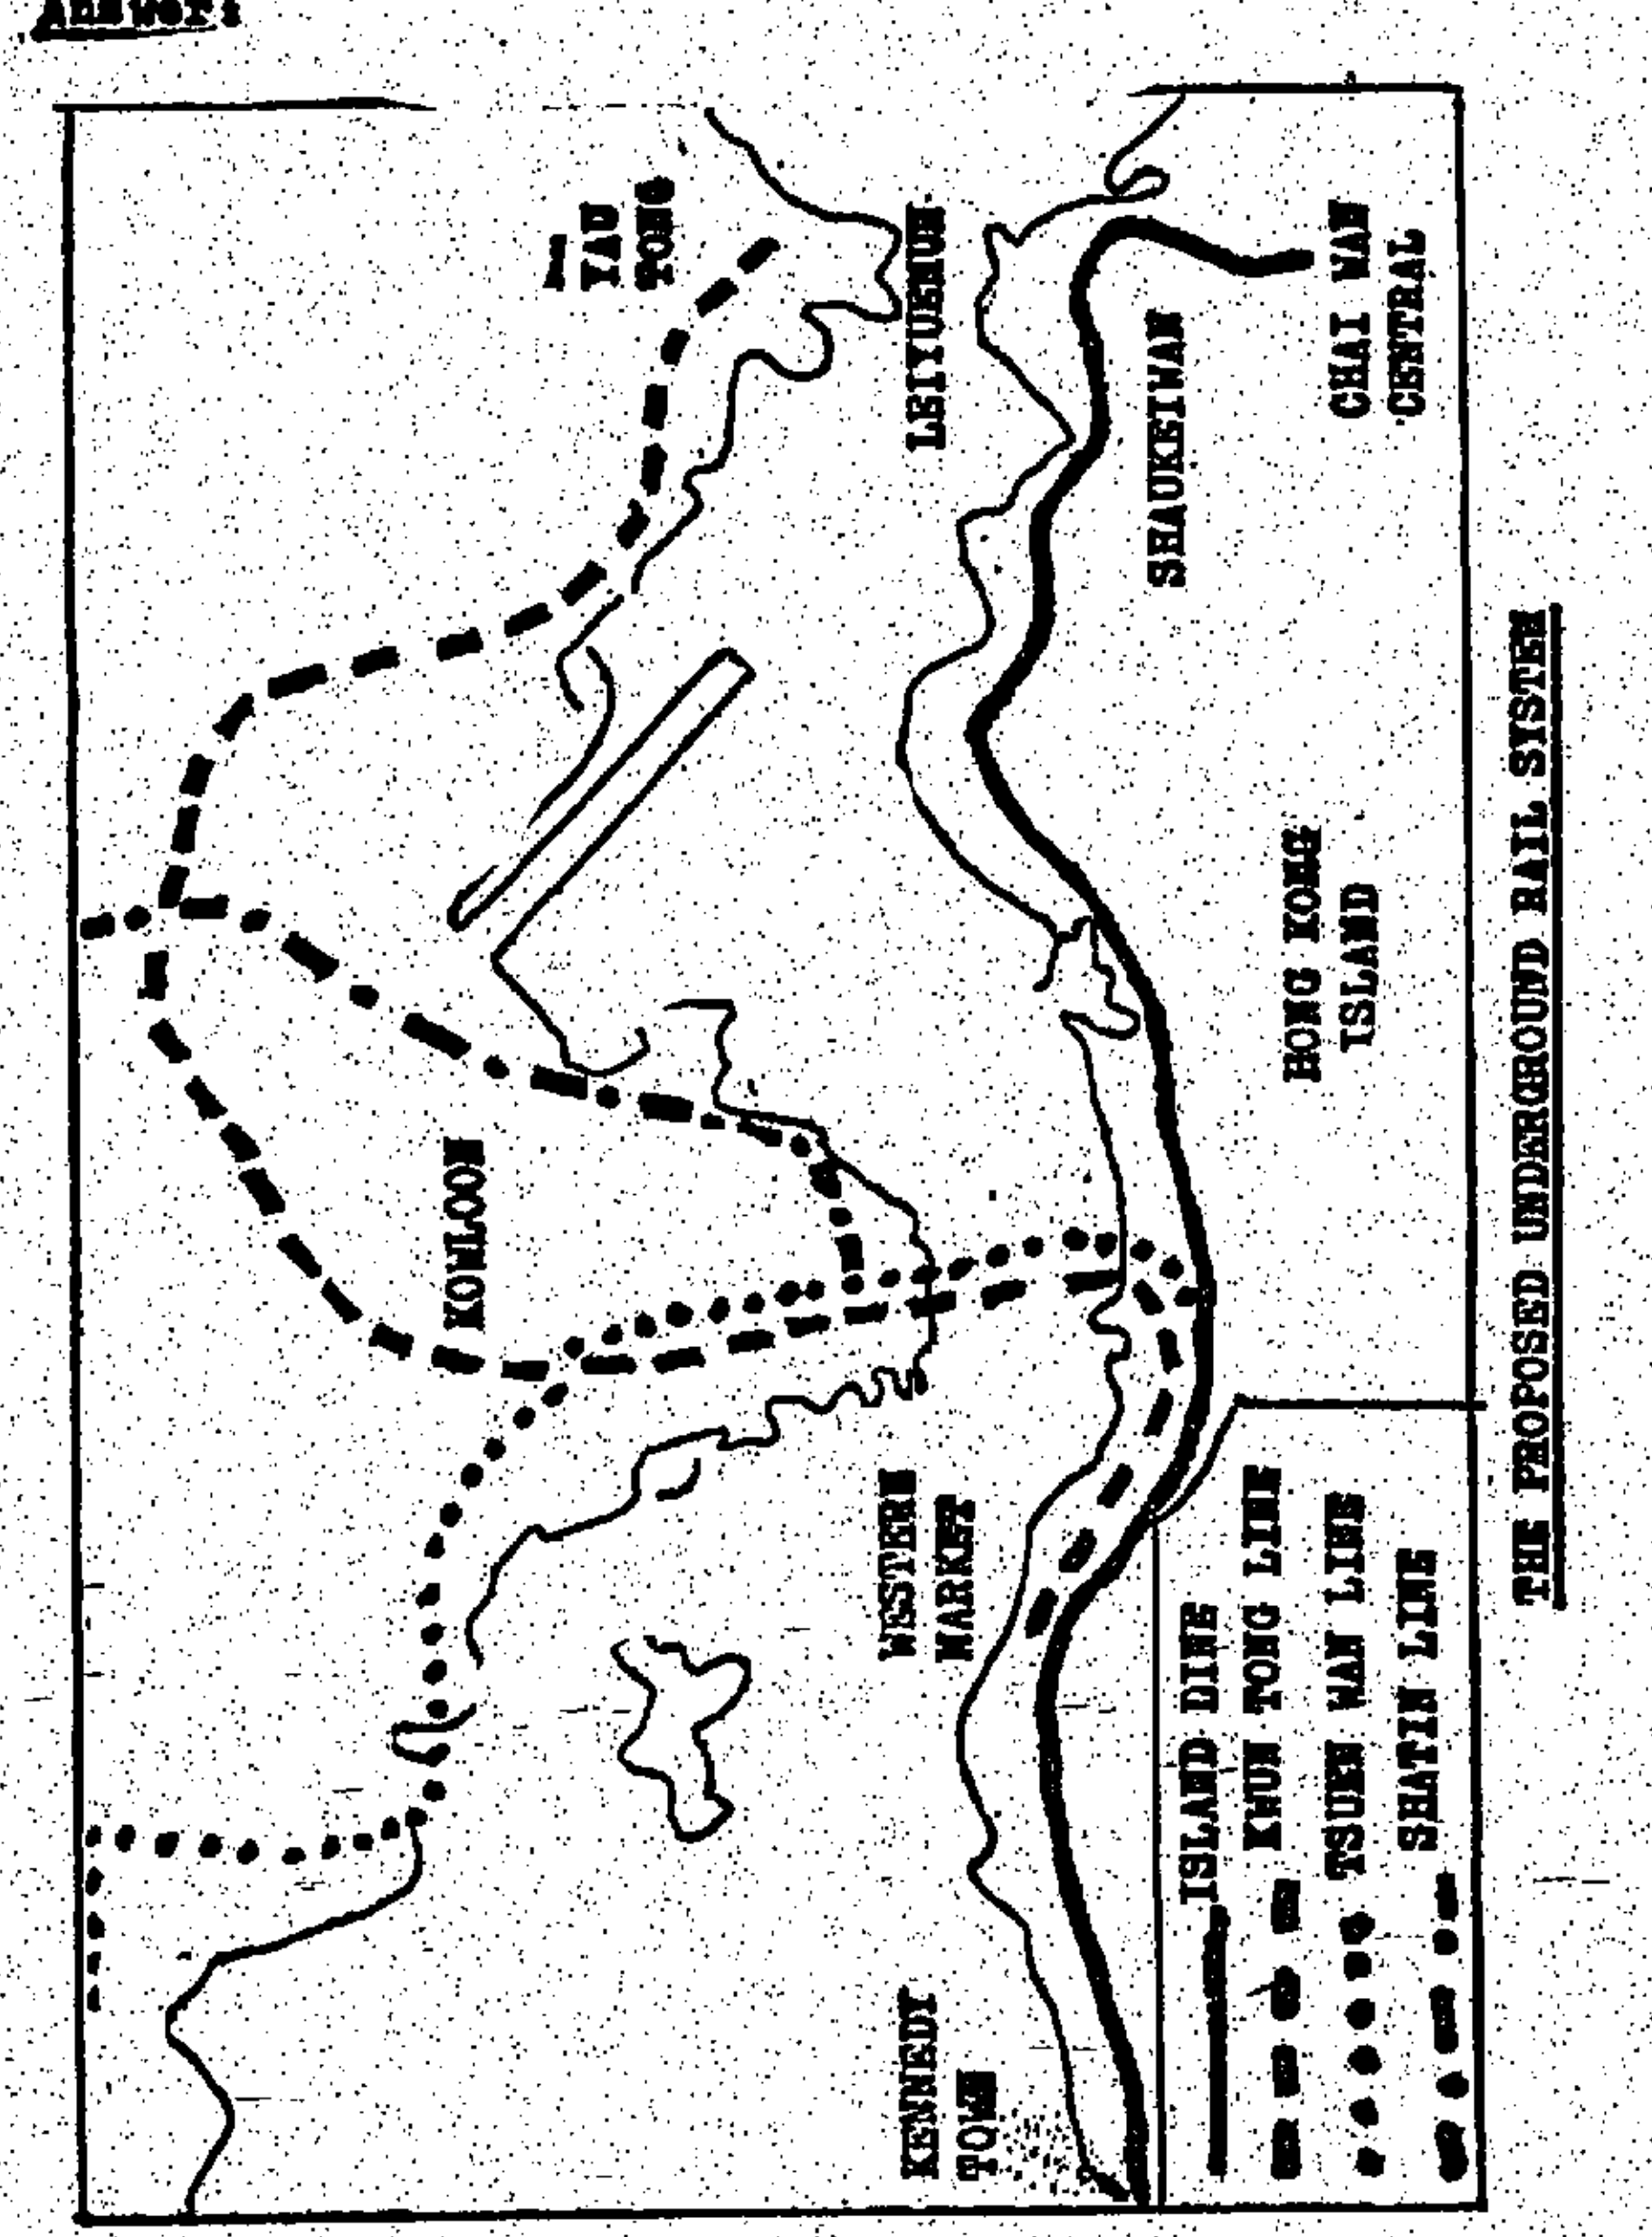 Answer:
YAU
TONG
LEIYUEMUN
SHAUKEIWAN
CHAI WAN
CENTRAL
KOWLOON
HONG KONG
ISLAND
WESTERN
MARKET
KENNEDY
TOWN
ISLAND LINE
KWUN TONG LINE
TSUEN WAN LINE
SHATIN LINE
THE PROPOSED UNDERGROUND RAIL SYSTEM